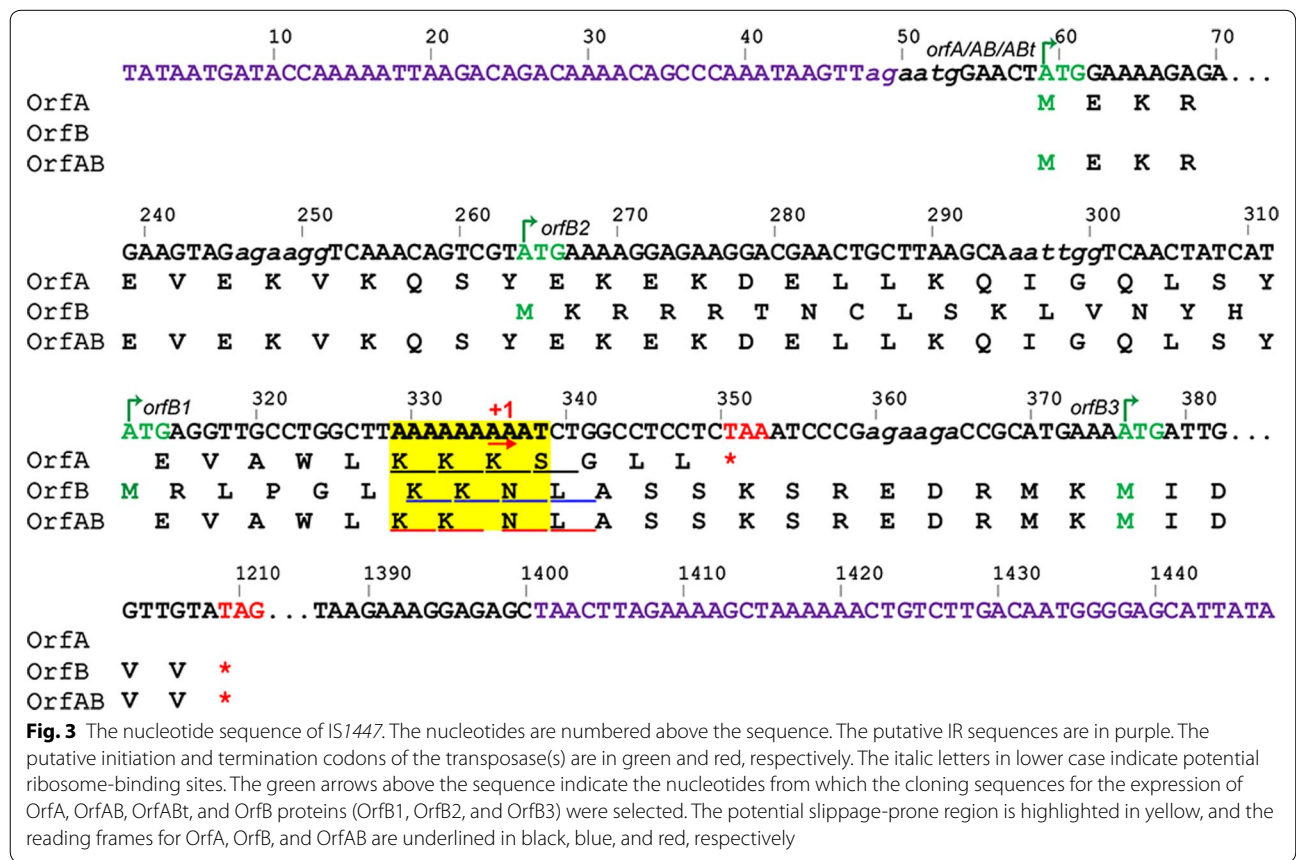 10 20 30 40 50 orfA/AB/ABt 60 70
TATAATGATACCAAAAATTAAGACAGACAAAACAGCCCAAATAAGTTagaatgGAACTATGGAAAAGAGA...
OrfA M E K R
OrfB
OrfAB M E K R
240 250 260 orfB2 270 280 290 300 310
GAAGTAGagaaggTCAAACAGTCGTATGAAAAGGAGAAGGACGAACTGCTTAAGCAaattggTCAACTATCAT
OrfA E V E K V K Q S Y E K E K D E L L K Q I G Q L S Y
OrfB M K R R R T N C L S K L V N Y H
OrfAB E V E K V K Q S Y E K E K D E L L K Q I G Q L S Y
orfB1 320 330 +1 340 350 360 370 orfB3 380
ATGAGGTTGCCTGGCTTAAAAAAAAATCTGGCCTCCTCTAAATCCCGagaagaCCGCATGAAAATGATTG...
OrfA E V A W L K K K S G L L *
OrfB M R L P G L K K N L A S S K S R E D R M K M I D
OrfAB E V A W L K K N L A S S K S R E D R M K M I D
1210 1390 1400 1410 1420 1430 1440
GTTGTATAG...TAAGAAAGGAGAGCTAACTTAGAAAAGCTAAAAAACTGTCTTGACAATGGGGAGCATTATA
OrfA
OrfB V V *
OrfAB V V *
Fig. 3 The nucleotide sequence of IS1447. The nucleotides are numbered above the sequence. The putative IR sequences are in purple. The
putative initiation and termination codons of the transposase(s) are in green and red, respectively. The italic letters in lower case indicate potential
ribosome-binding sites. The green arrows above the sequence indicate the nucleotides from which the cloning sequences for the expression of
OrfA, OrfAB, OrfABt, and OrfB proteins (OrfB1, OrfB2, and OrfB3) were selected. The potential slippage-prone region is highlighted in yellow, and the
reading frames for OrfA, OrfB, and OrfAB are underlined in black, blue, and red, respectively